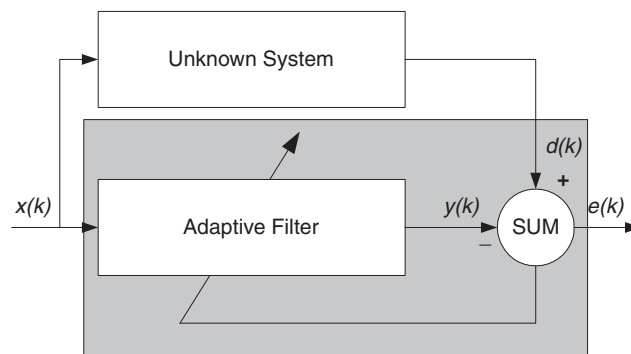 Unknown System
d(k)
+
x(k)
Adaptive Filter
y(k)
–
SUM
e(k)